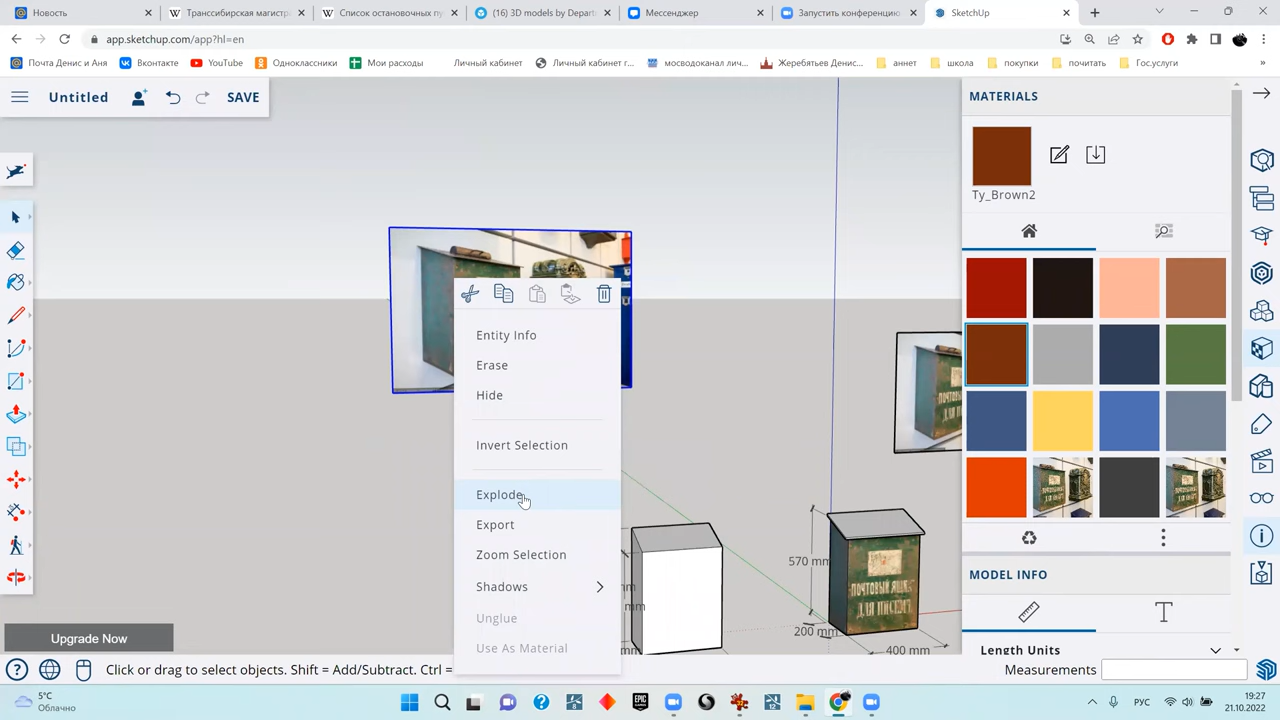 Новость
Транссибирская магистр
Список остановочных пу
(16) 3D models by Depart
Мессенджер
Запустить конференцию
SketchUp
app.sketchup.com/app?hl=en
Почта Денис и Аня
Вконтакте
YouTube
Одноклассники
Мои расходы
Личный кабинет
Личный кабинет г...
мосводоканал лич...
Жеребятьев Денис...
аннет
школа
покупки
почитать
Гос.услуги
»
Untitled
SAVE
MATERIALS
Ty_Brown2
Entity Info
Erase
Hide
Invert Selection
Explode
Export
Zoom Selection
Shadows
Unglue
Use As Material
570 mm
mm
mm
200 mm
400 mm
ПОЧТОВЫЙ ЯЩИК
ДЛЯ ПИСЕМ
MODEL INFO
Length Units
Upgrade Now
Click or drag to select objects. Shift = Add/Subtract. Ctrl =
Measurements
5°C
Облачно
РУС
19:27
21.10.2022